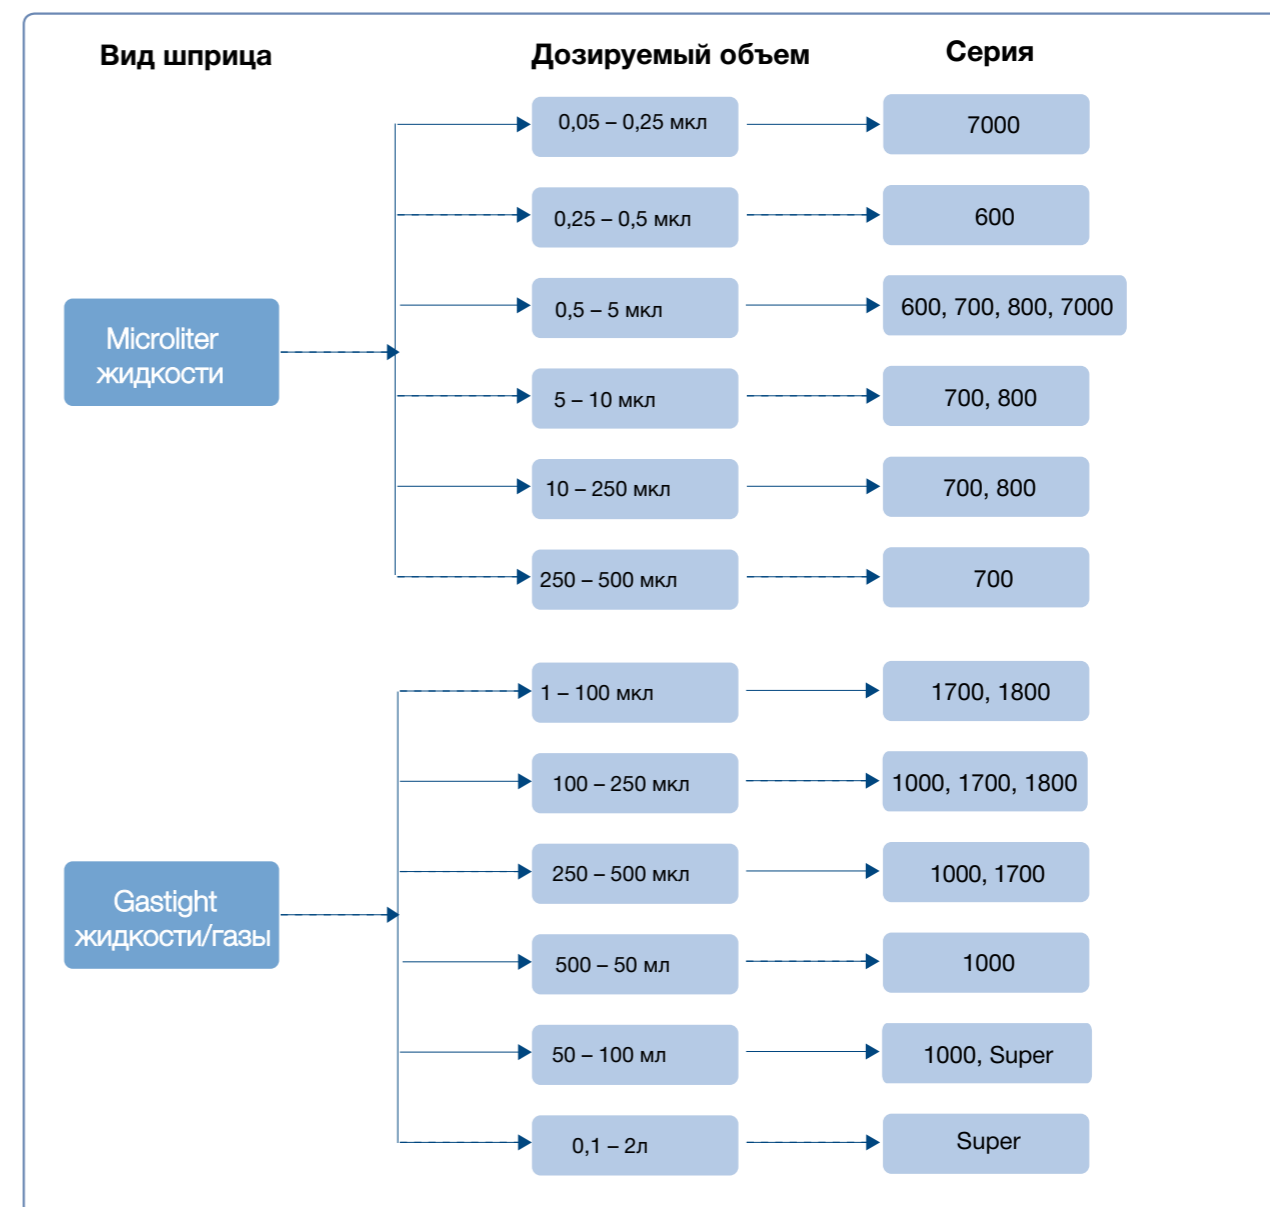 Вид шприца
Дозируемый объем
Серия
Microliter
жидкости
0,05 – 0,25 мкл
7000
0,25 – 0,5 мкл
600
0,5 – 5 мкл
600, 700, 800, 7000
5 – 10 мкл
700, 800
10 – 250 мкл
700, 800
250 – 500 мкл
700
Gastight
жидкости/газы
1 – 100 мкл
1700, 1800
100 – 250 мкл
1000, 1700, 1800
250 – 500 мкл
1000, 1700
500 – 50 мл
1000
50 – 100 мл
1000, Super
0,1 – 2л
Super